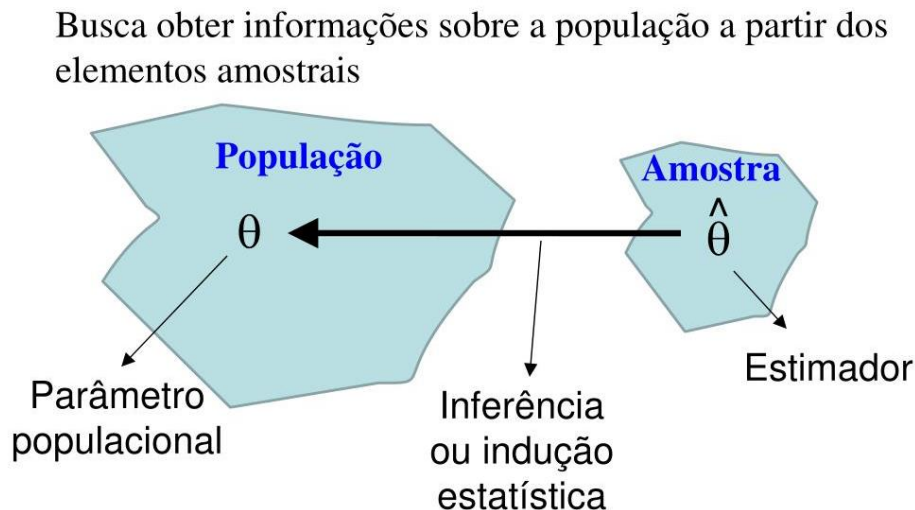 Busca obter informações sobre a população a partir dos
elementos amostrais
População
Amostra
θ
^
θ
Parâmetro
populacional
Inferência
ou indução
estatística
Estimador